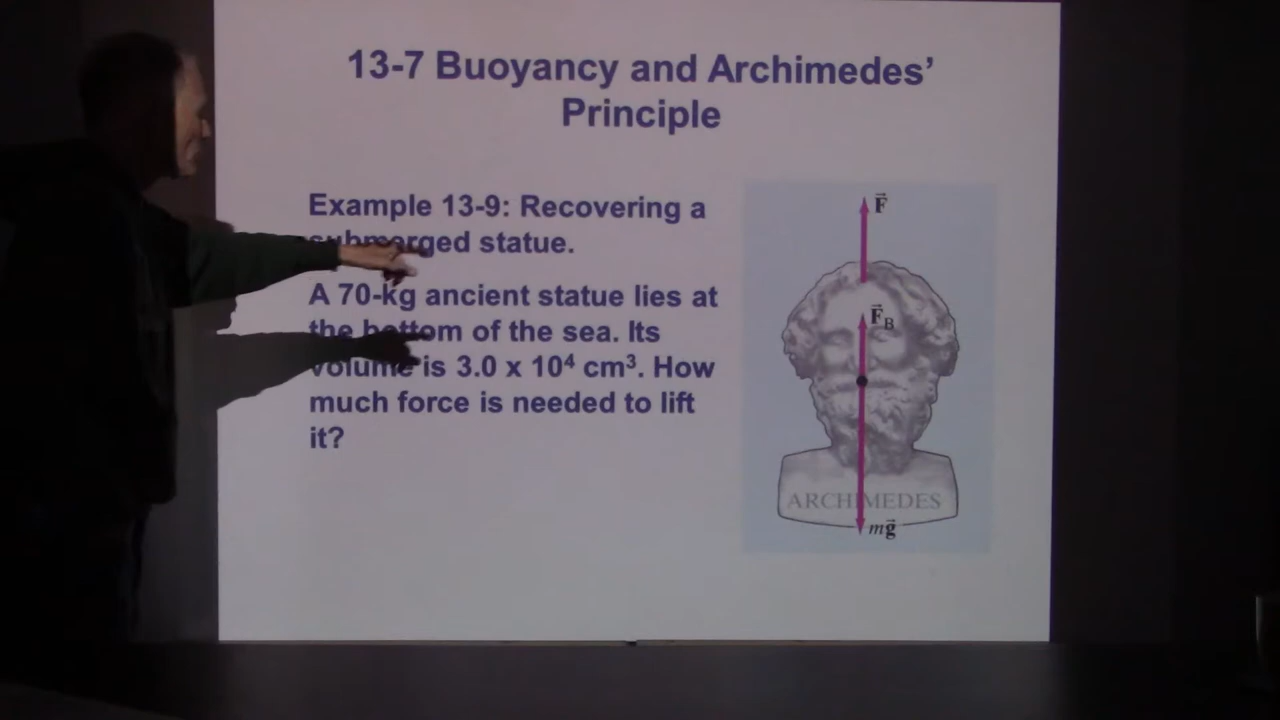 13-7 Buoyancy and Archimedes’
Principle
Example 13-9: Recovering a
submerged statue.
A 70-kg ancient statue lies at
the bottom of the sea. Its
volume is 3.0 x 10⁴ cm³. How
much force is needed to lift
it?
F⃗
F⃗B
ARCHIMEDES
mg⃗